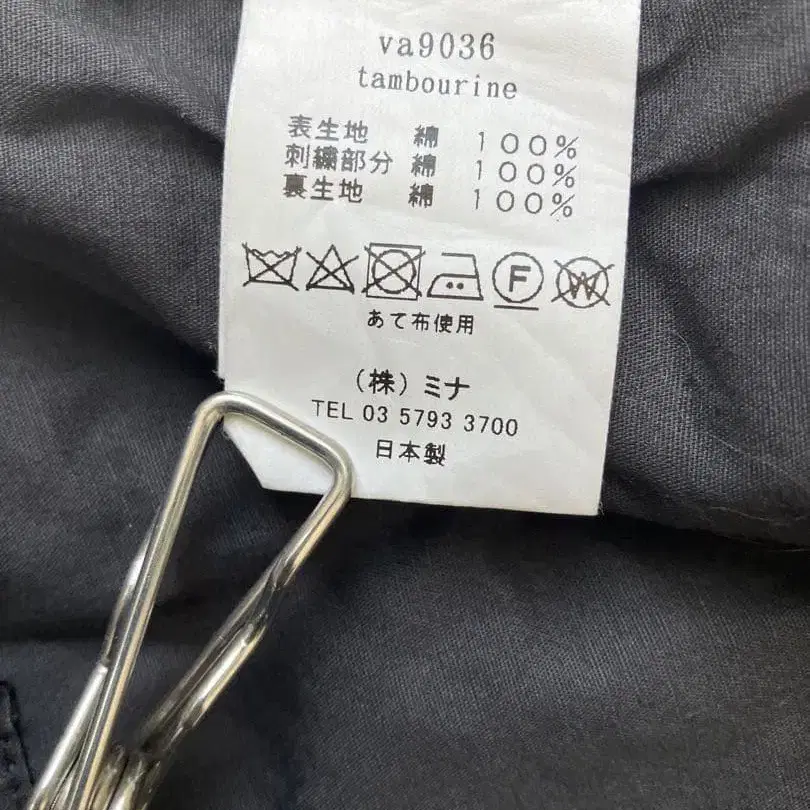 va9036
tambourine
表生地 綿 100%
刺繍部分 綿 100%
裏生地 綿 100%
F W
あて布使用
(株)ミナ
TEL 03 5793 3700
日本製